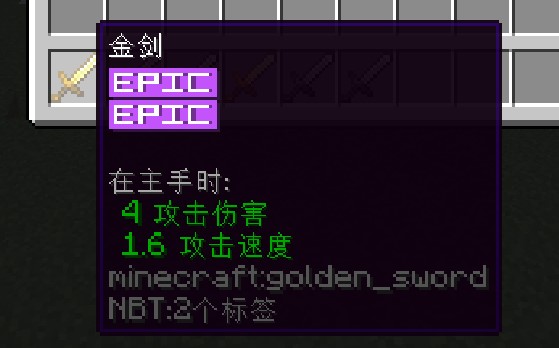 金剑
EPIC
EPIC
在主手时:
4 攻击伤害
1.6 攻击速度
minecraft:golden_sword
NBT:2个标签